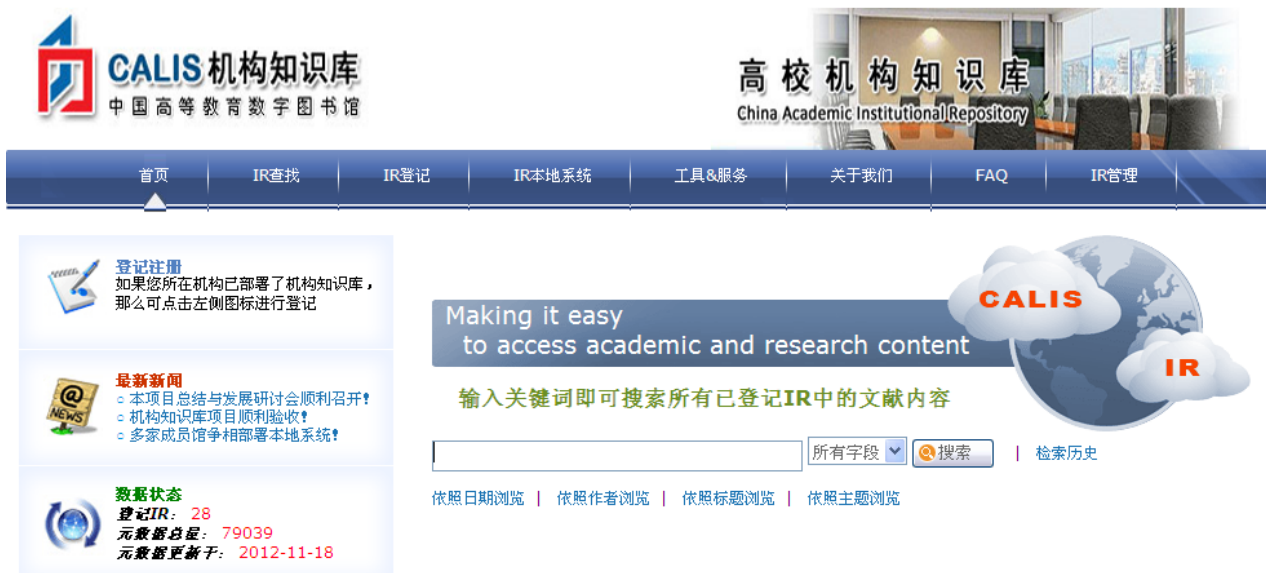 CALIS机构知识库
中国高等教育数字图书馆
高校机构知识库
China Academic Institutional Repository
首页 IR查找 IR登记 IR本地系统 工具&服务 关于我们 FAQ IR管理
登记注册
如果您所在机构已部署了机构知识库，
那么可点击左侧图标进行登记
@
NEWS
最新新闻
本项目总结与发展研讨会顺利召开！
机构知识库项目顺利验收！
多家成员馆争相部署本地系统！
数据状态
登记IR： 28
元数据总量： 79039
元数据更新于： 2012-11-18
Making it easy
to access academic and research content
CALIS
IR
输入关键词即可搜索所有已登记IR中的文献内容
所有字段 搜索 | 检索历史
依照日期浏览 | 依照作者浏览 | 依照标题浏览 | 依照主题浏览